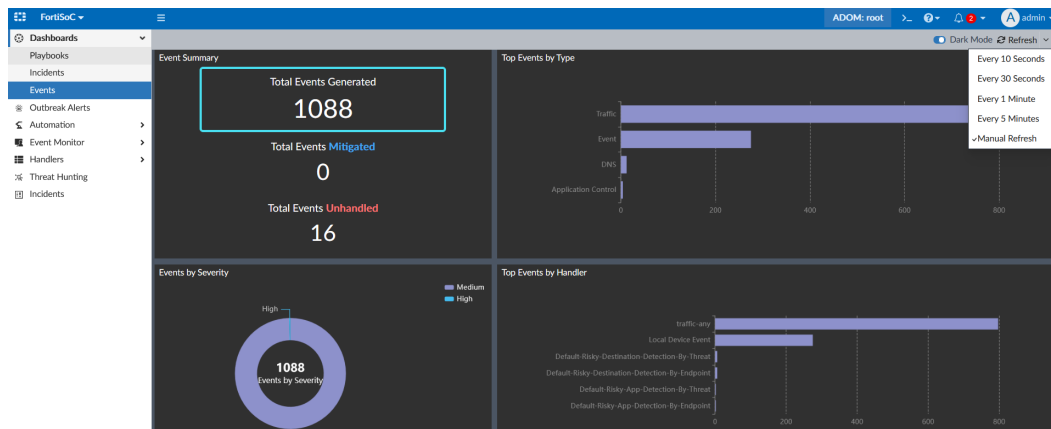 FortiSoC
ADOM: root
>_
?
2
A admin
Dashboards
Playbooks
Incidents
Events
Outbreak Alerts
Automation
Event Monitor
Handlers
Threat Hunting
Incidents
Dark Mode Refresh
Every 10 Seconds
Every 30 Seconds
Every 1 Minute
Every 5 Minutes
✓Manual Refresh
Event Summary
Total Events Generated
1088
Total Events Mitigated
0
Total Events Unhandled
16
Top Events by Type
Traffic
Event
DNS
Application Control
0 200 400 600 800
Events by Severity
Medium
High
High
1088
Events by Severity
Top Events by Handler
traffic-any
Local Device Event
Default-Risky-Destination-Detection-By-Threat
Default-Risky-Destination-Detection-By-Endpoint
Default-Risky-App-Detection-By-Threat
Default-Risky-App-Detection-By-Endpoint
0 200 400 600 800